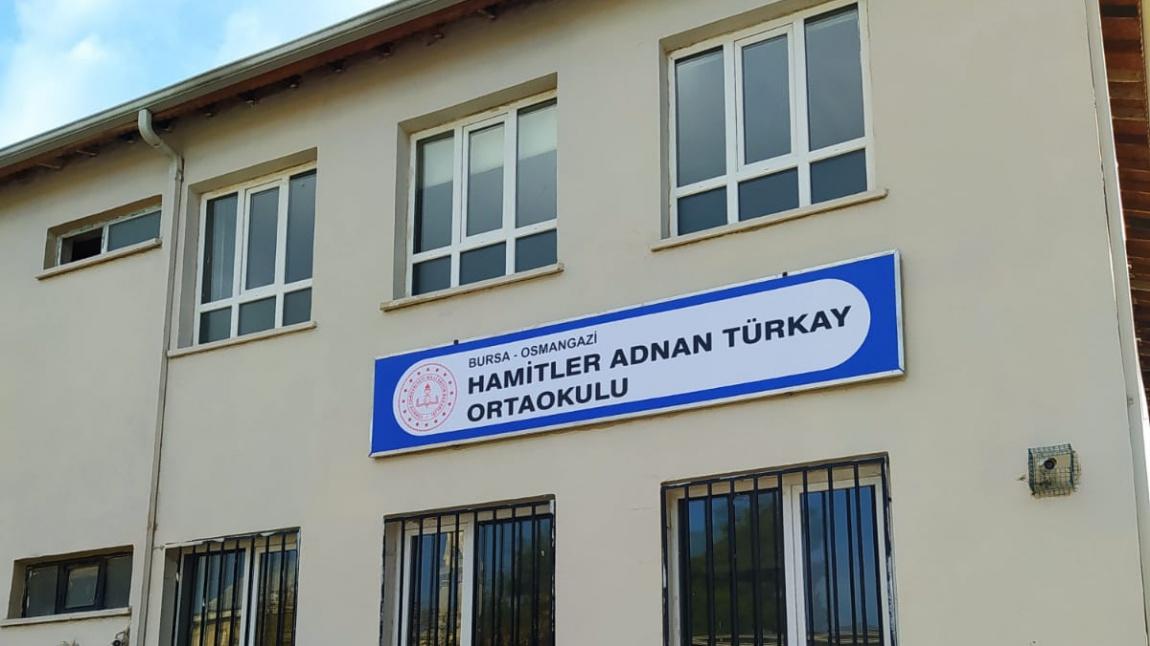 BURSA - OSMANGAZİ
HAMİTLER ADNAN TÜRKAY
ORTAOKULU